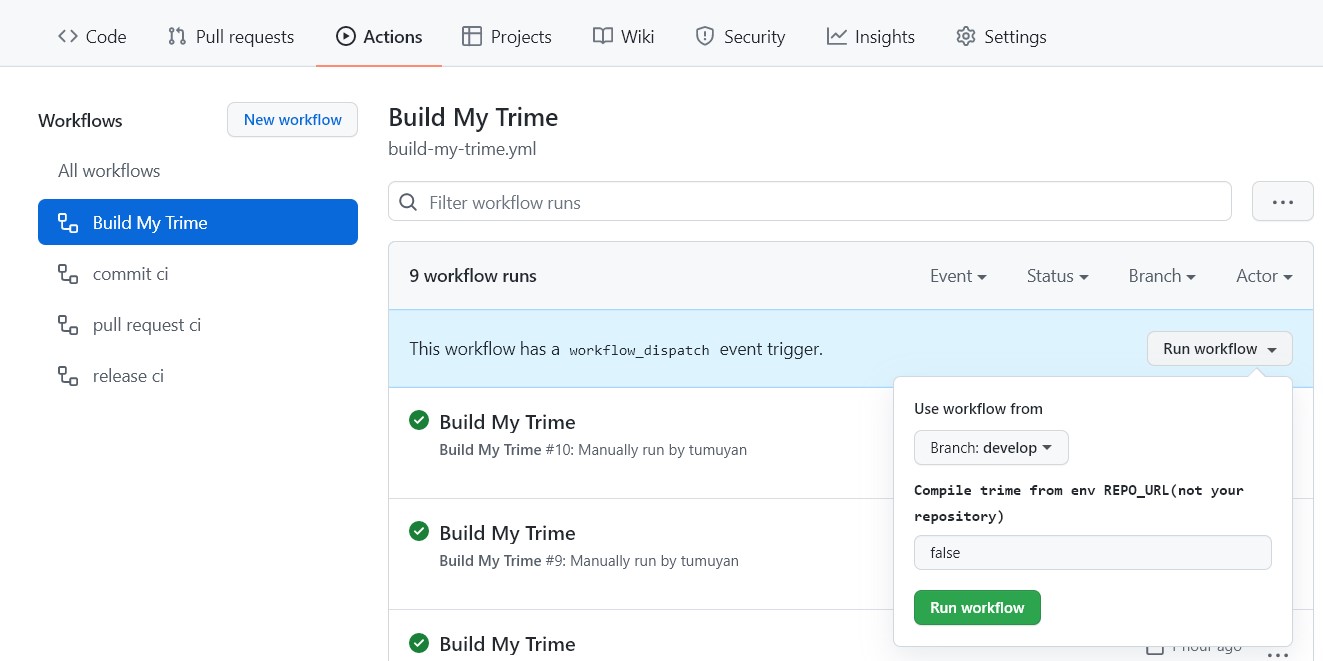 Code Pull requests Actions Projects Wiki Security Insights Settings
Workflows
New workflow
All workflows
Build My Trime
commit ci
pull request ci
release ci
Build My Trime
build-my-trime.yml
Filter workflow runs
9 workflow runs
Event Status Branch Actor
This workflow has a workflow_dispatch event trigger.
Run workflow
Build My Trime
Build My Trime #10: Manually run by tumuyan
Build My Trime
Build My Trime #9: Manually run by tumuyan
Build My Trime
Use workflow from
Branch: develop
Compile trime from env REPO_URL(not your
repository)
false
Run workflow
1 hour ago